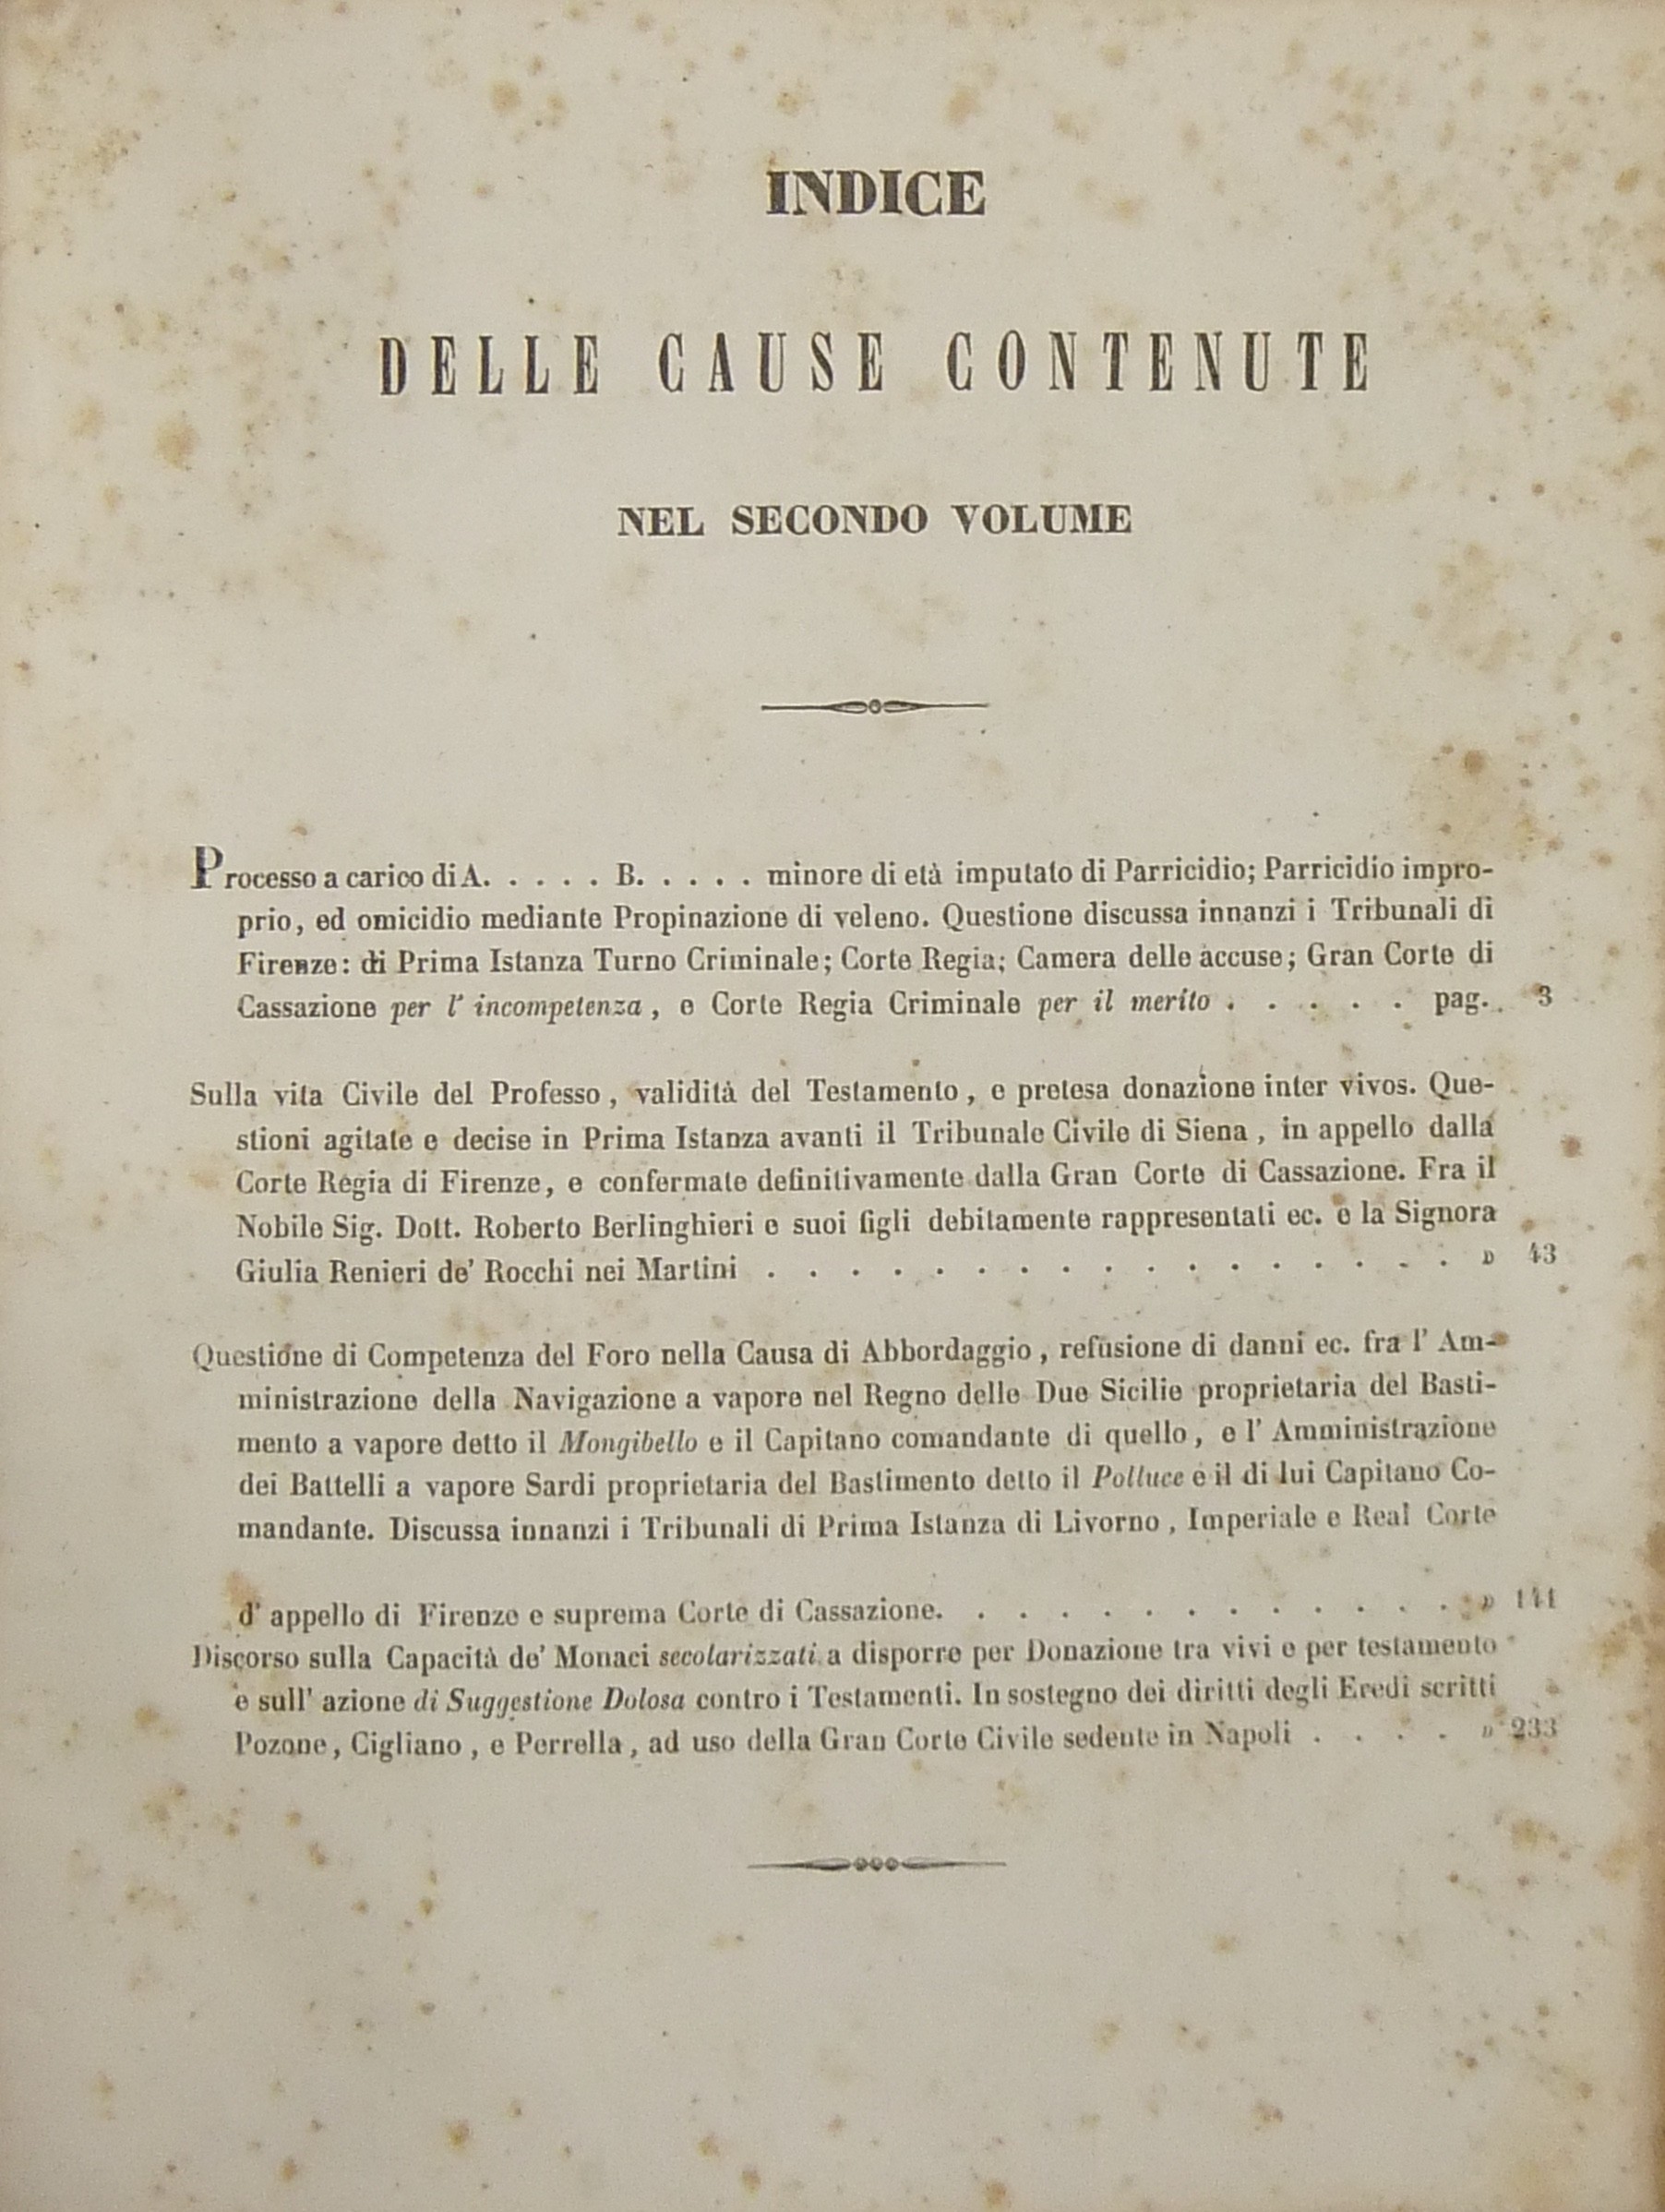 INDICE
DELLE CAUSE CONTENUTE
NEL SECONDO VOLUME
Processo a carico di A. . . . . . B. . . . . . minore di età imputato di Parricidio; Parricidio impro-
prio, ed omicidio mediante Propinazione di veleno. Questione discussa innanzi i Tribunali di
Firenze: di Prima Istanza Turno Criminale; Corte Regia; Camera delle accuse; Gran Corte di
Cassazione per l' incompetenza, e Corte Regia Criminale per il merito . . . . . pag. 3
Sulla vita Civile del Professo, validità del Testamento, e pretesa donazione inter vivos. Que-
stioni agitate e decise in Prima Istanza avanti il Tribunale Civile di Siena, in appello dalla
Corte Regia di Firenze, e confermate definitivamente dalla Gran Corte di Cassazione. Fra il
Nobile Sig. Dott. Roberto Berlinghieri e suoi figli debitamente rappresentati ec. e la Signora
Giulia Renieri de' Rocchi nei Martini . . . . . . . . . . . . . . . . . » 43
Questione di Competenza del Foro nella Causa di Abbordaggio, refusione di danni ec. fra l' Am-
ministrazione della Navigazione a vapore nel Regno delle Due Sicilie proprietaria del Basti-
mento a vapore detto il Mongibello e il Capitano comandante di quello, e l' Amministrazione
dei Battelli a vapore Sardi proprietaria del Bastimento detto il Polluce e il di lui Capitano Co-
mandante. Discussa innanzi i Tribunali di Prima Istanza di Livorno, Imperiale e Real Corte
d' appello di Firenze e suprema Corte di Cassazione. . . . . . . . . . . . . » 141
Discorso sulla Capacità de' Monaci secolarizzati a disporre per Donazione tra vivi e per testamento
e sull' azione di Suggestione Dolosa contro i Testamenti. In sostegno dei diritti degli Eredi scritti
Pozone, Cigliano, e Perrella, ad uso della Gran Corte Civile sedente in Napoli . . . . » 233